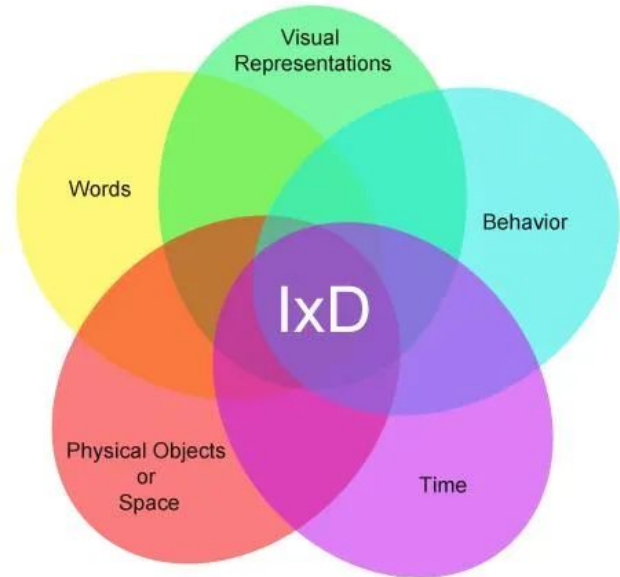 Visual
Representations
Words
Behavior
IxD
Physical Objects
or
Space
Time